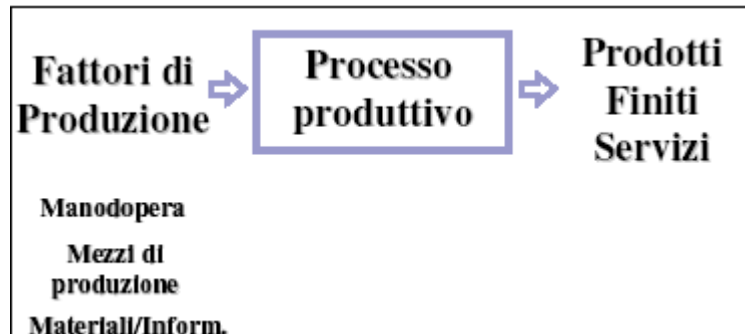 Fattori di
Produzione
Processo
produttivo
Prodotti
Finiti
Servizi
Manodopera
Mezzi di
produzione
Materiali/Inform.